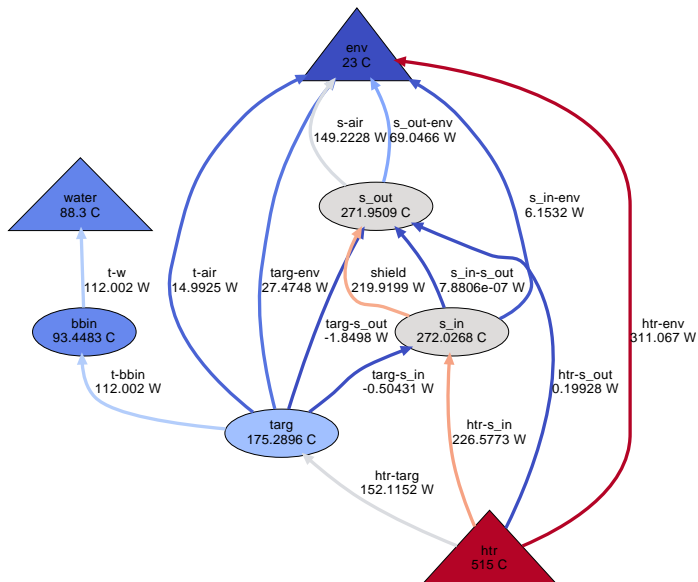 env
23 C
s-air
149.2228 W
s_out-env
69.0466 W
water
88.3 C
s_out
271.9509 C
s_in-env
6.1532 W
t-w
112.002 W
t-air
14.9925 W
targ-env
27.4748 W
shield
219.9199 W
s_in-s_out
7.8806e-07 W
bbin
93.4483 C
targ-s_out
-1.8498 W
s_in
272.0268 C
htr-env
311.067 W
t-bbin
112.002 W
targ-s_in
-0.50431 W
htr-s_out
0.19928 W
targ
175.2896 C
htr-s_in
226.5773 W
htr-targ
152.1152 W
htr
515 C